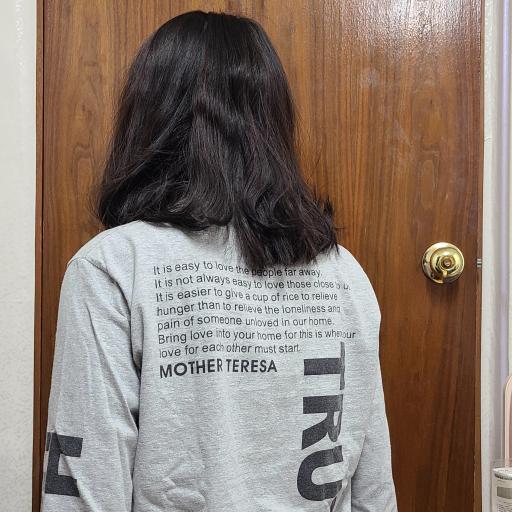 It is easy to love the people far away.
It is not always easy to love those close
It is easier to give a cup of rice to relieve
hunger than to relieve the loneliness and
pain of someone unloved in our home.
Bring love into your home for this is when our
love for each other must start.
MOTHER TERESA
TRU